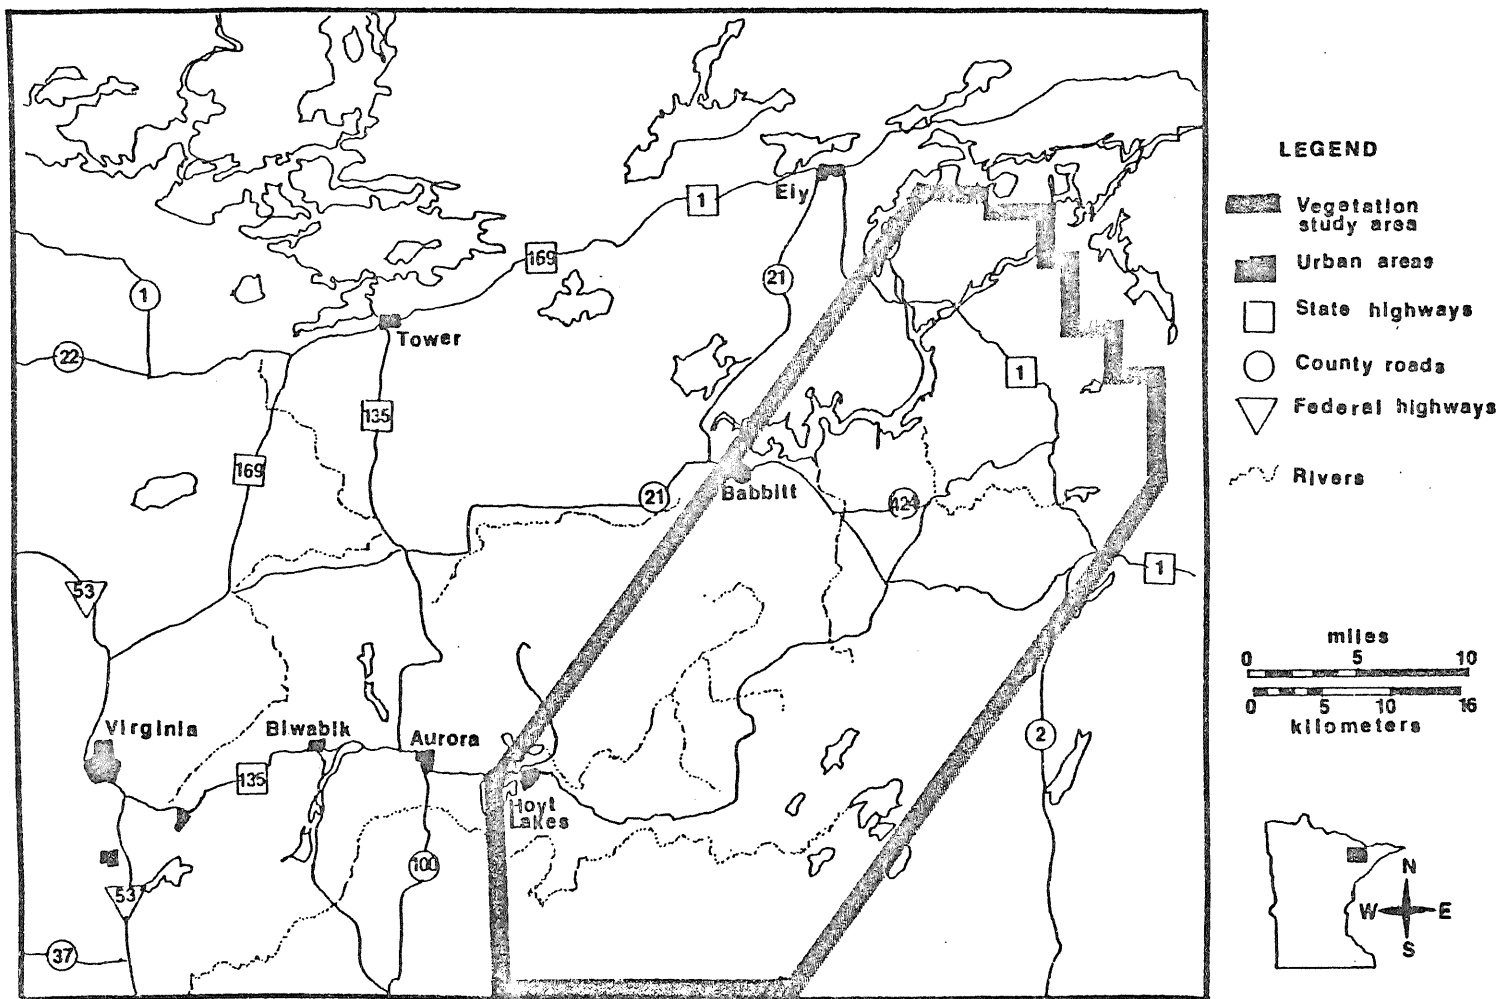 Ely
1
169
21
1
Tower
22
1
135
169
21
Babbitt
424
53
1
Virginia
Biwabik
Aurora
2
135
Hoyt
Lakes
100
53
37
LEGEND
Vegetation
study area
Urban areas
State highways
County roads
Federal highways
Rivers
miles
0 5 10
0 5 10 16
kilometers
N
W E
S